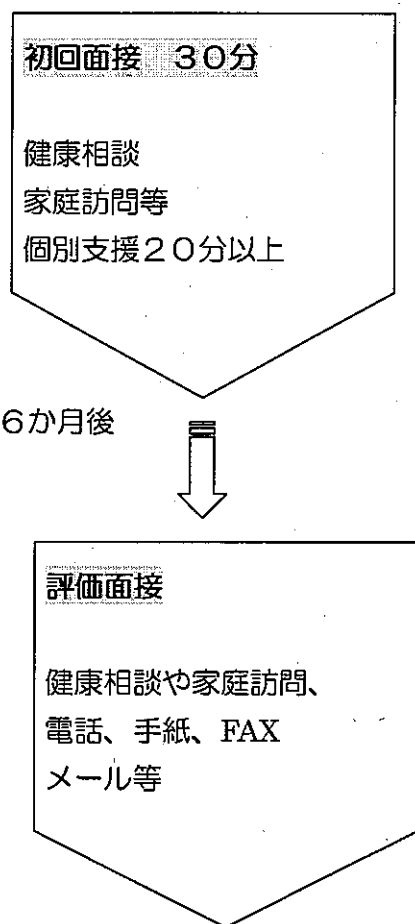 初回面接　３０分
健康相談
家庭訪問等
個別支援２０分以上
６か月後
評価面接
健康相談や家庭訪問、
電話、手紙、FAX
メール等